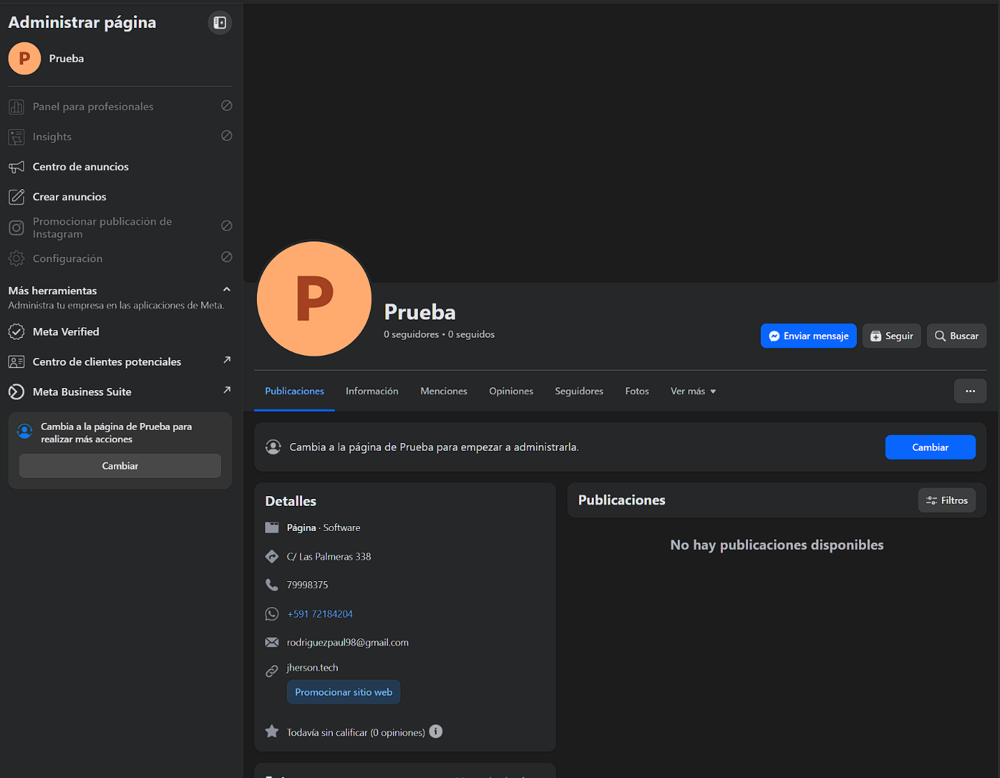 Administrar página
P
Prueba
Panel para profesionales
Insights
Centro de anuncios
Crear anuncios
Promocionar publicación de
Instagram
Configuración
Más herramientas
Administra tu empresa en las aplicaciones de Meta.
Meta Verified
Centro de clientes potenciales
Meta Business Suite
Cambia a la página de Prueba para
realizar más acciones
Cambiar
P
Prueba
0 seguidores • 0 seguidos
Enviar mensaje
Seguir
Buscar
Publicaciones
Información
Menciones
Opiniones
Seguidores
Fotos
Ver más
Cambia a la página de Prueba para empezar a administrarla.
Cambiar
Detalles
Página · Software
C/ Las Palmeras 338
79998375
+591 72184204
rodriguezpaul98@gmail.com
jherson.tech
Promocionar sitio web
Todavía sin calificar (0 opiniones)
Publicaciones
Filtros
No hay publicaciones disponibles